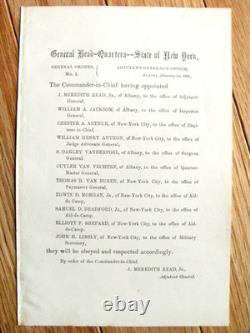 General Head-Quarters--State of New York,
GENERAL ORDERS,
No. 1.
ADJUTANT-GENERAL'S OFFICE,
ALBANY, January 1st, 1861.
The Commander-in-Chief having appointed
J. MEREDITH READ, JR., of Albany, to the office of Adjutant-
General,
WILLIAM A. JACKSON, of Albany, to the office of Inspector
General,
CHESTER A. ARTHUR, of New-York City, to the office of Engi-
neer in-Chief,
WILLIAM HENRY ANTHON, of New-York City, to the office of
Judge Advocate General,
S. OAKLEY VANDERPOEL, of Albany, to the office of Surgeon
General,
CUYLER VAN VECHTEN, of Albany, to the office of Quarter-
Master General,
THOMAS B. VAN BUREN, of New-York City, to the office of
Paymaster General,
EDWIN D. MORGAN, JR., of New-York City, to the office of Aid-
de-Camp,
SAMUEL D. BRADFORD, JR., of New-York City, to the office of
Aid-de-Camp,
ELLIOTT F. SHEPARD, of New-York City, to the office of Aid-
de-Camp,
JOHN H. LINSLY, of New-York City, to the office of Military
Secretary,
they will be obeyed and respected accordingly.
By order of the Commander-in-Chief.
J. MEREDITH READ, JR.,
Adjutant General.